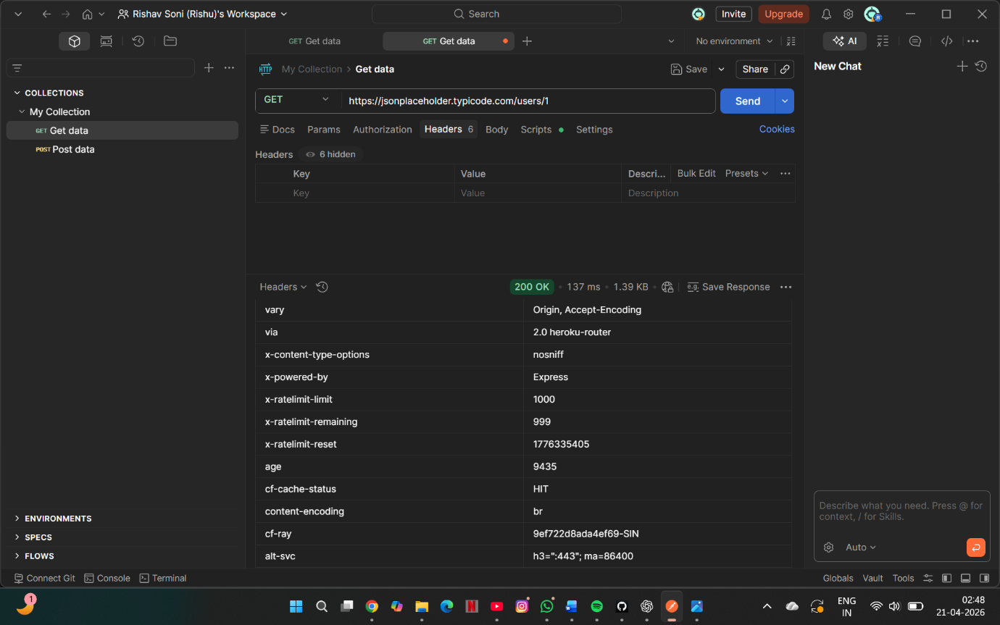 Rishav Soni (Rishu)'s Workspace
Search
Invite
Upgrade
GET Get data
GET Get data
No environment
AI
HTTP My Collection > Get data
Save
Share
New Chat
COLLECTIONS
My Collection
GET Get data
POST Post data
GET
https://jsonplaceholder.typicode.com/users/1
Send
Docs Params Authorization Headers 6 Body Scripts Settings
Cookies
Headers 6 hidden
Key Value Descri... Bulk Edit Presets
Key Value Description
Headers
200 OK • 137 ms • 1.39 KB
e.g. Save Response
vary Origin, Accept-Encoding
via 2.0 heroku-router
x-content-type-options nosniff
x-powered-by Express
x-ratelimit-limit 1000
x-ratelimit-remaining 999
x-ratelimit-reset 1776335405
age 9435
cf-cache-status HIT
content-encoding br
cf-ray 9ef722d8ada4ef69-SIN
alt-svc h3=":443"; ma=86400
ENVIRONMENTS
SPECS
FLOWS
Describe what you need. Press @ for
context, / for Skills.
Auto
Connect Git Console Terminal
Globals Vault Tools
1
ENG
IN
02:48
21-04-2026